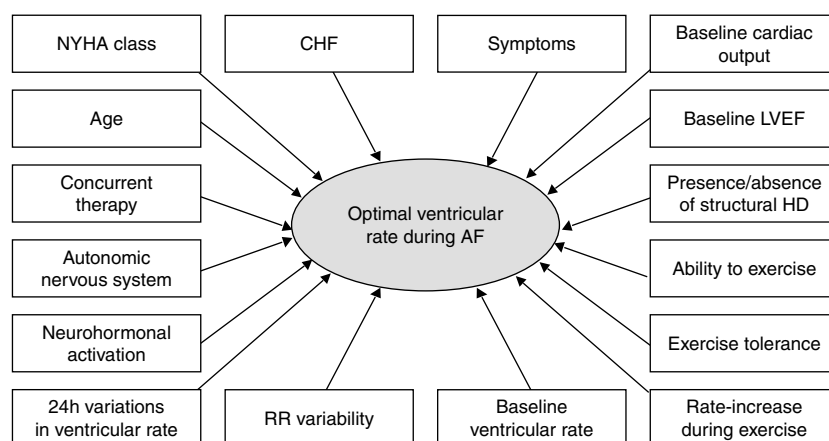 NYHA class
CHF
Symptoms
Baseline cardiac
output
Age
Baseline LVEF
Concurrent
therapy
Optimal ventricular
rate during AF
Presence/absence
of structural HD
Autonomic
nervous system
Ability to exercise
Neurohormonal
activation
Exercise tolerance
24h variations
in ventricular rate
RR variability
Baseline
ventricular rate
Rate-increase
during exercise